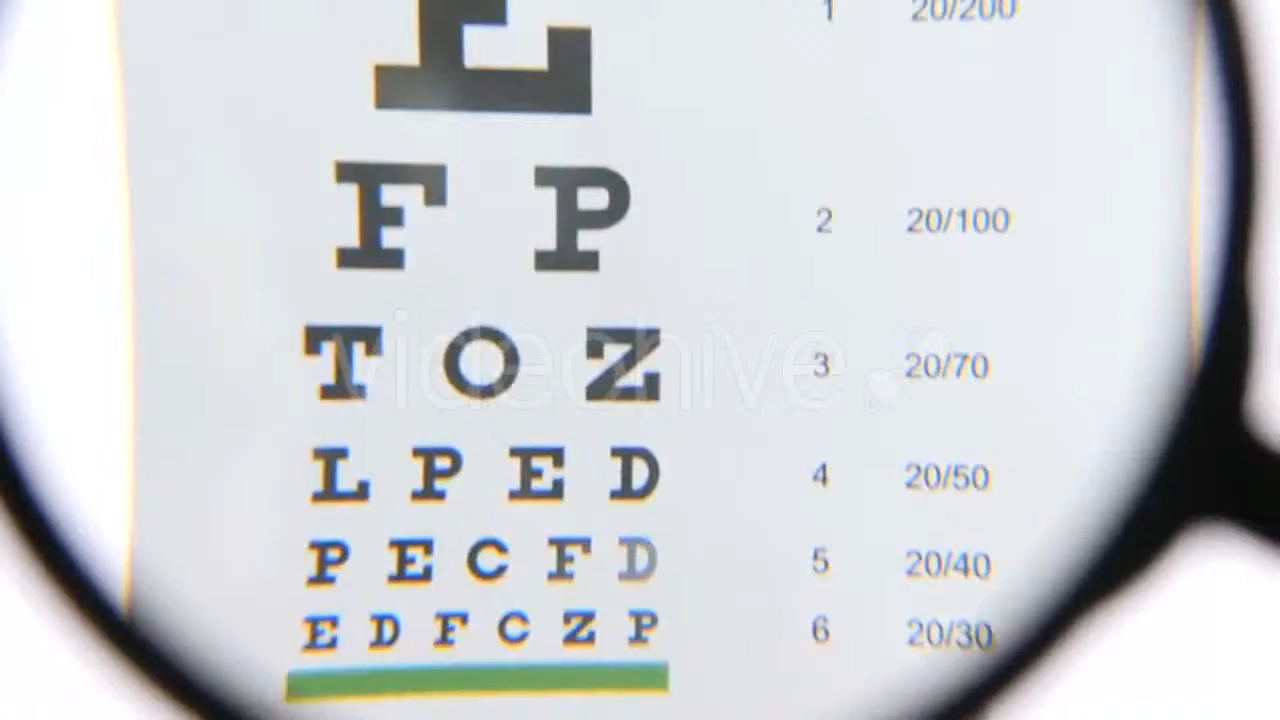 E 1 20/200
F P 2 20/100
T O Z 3 20/70
L P E D 4 20/50
P E C F D 5 20/40
E D F C Z P 6 20/30
videohive